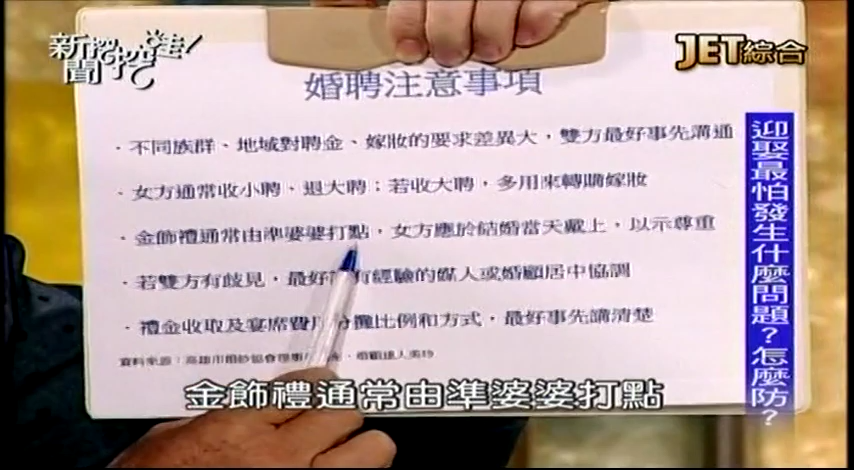 新聞挖挖哇!
JET綜合
婚聘注意事項
·不同族群、地域對聘金、嫁妝的要求差異大，雙方最好事先溝通
·女方通常收小聘、退大聘；若收大聘，多用來轉購嫁妝
·金飾禮通常由準婆婆打點，女方應於結婚當天戴上，以示尊重
·若雙方有歧見，最好 有經驗的媒人或婚顧居中協調
·禮金收取及宴席費 分攤比例和方式，最好事先講清楚
資料來源：高雄市婚紗協會理事
迎娶最怕發生什麼問題？怎麼防？
金飾禮通常由準婆婆打點